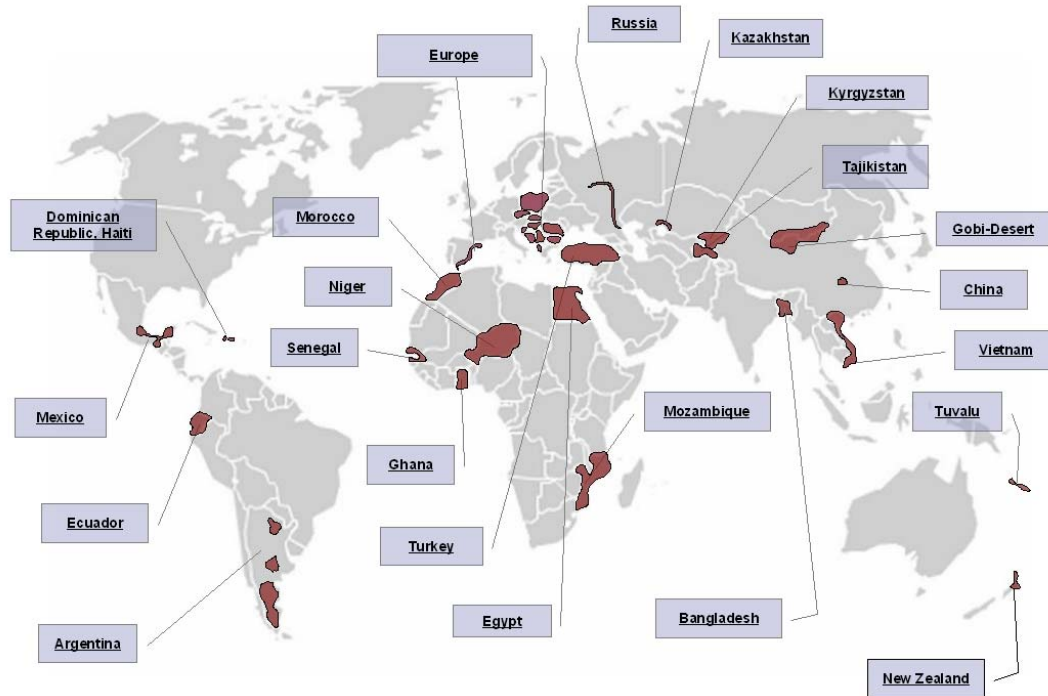 Russia
Kazakhstan
Europe
Kyrgyzstan
Tajikistan
Dominican
Republic, Haiti
Morocco
Gobi-Desert
Niger
China
Senegal
Vietnam
Mexico
Mozambique
Tuvalu
Ghana
Ecuador
Turkey
Egypt
Bangladesh
Argentina
New Zealand